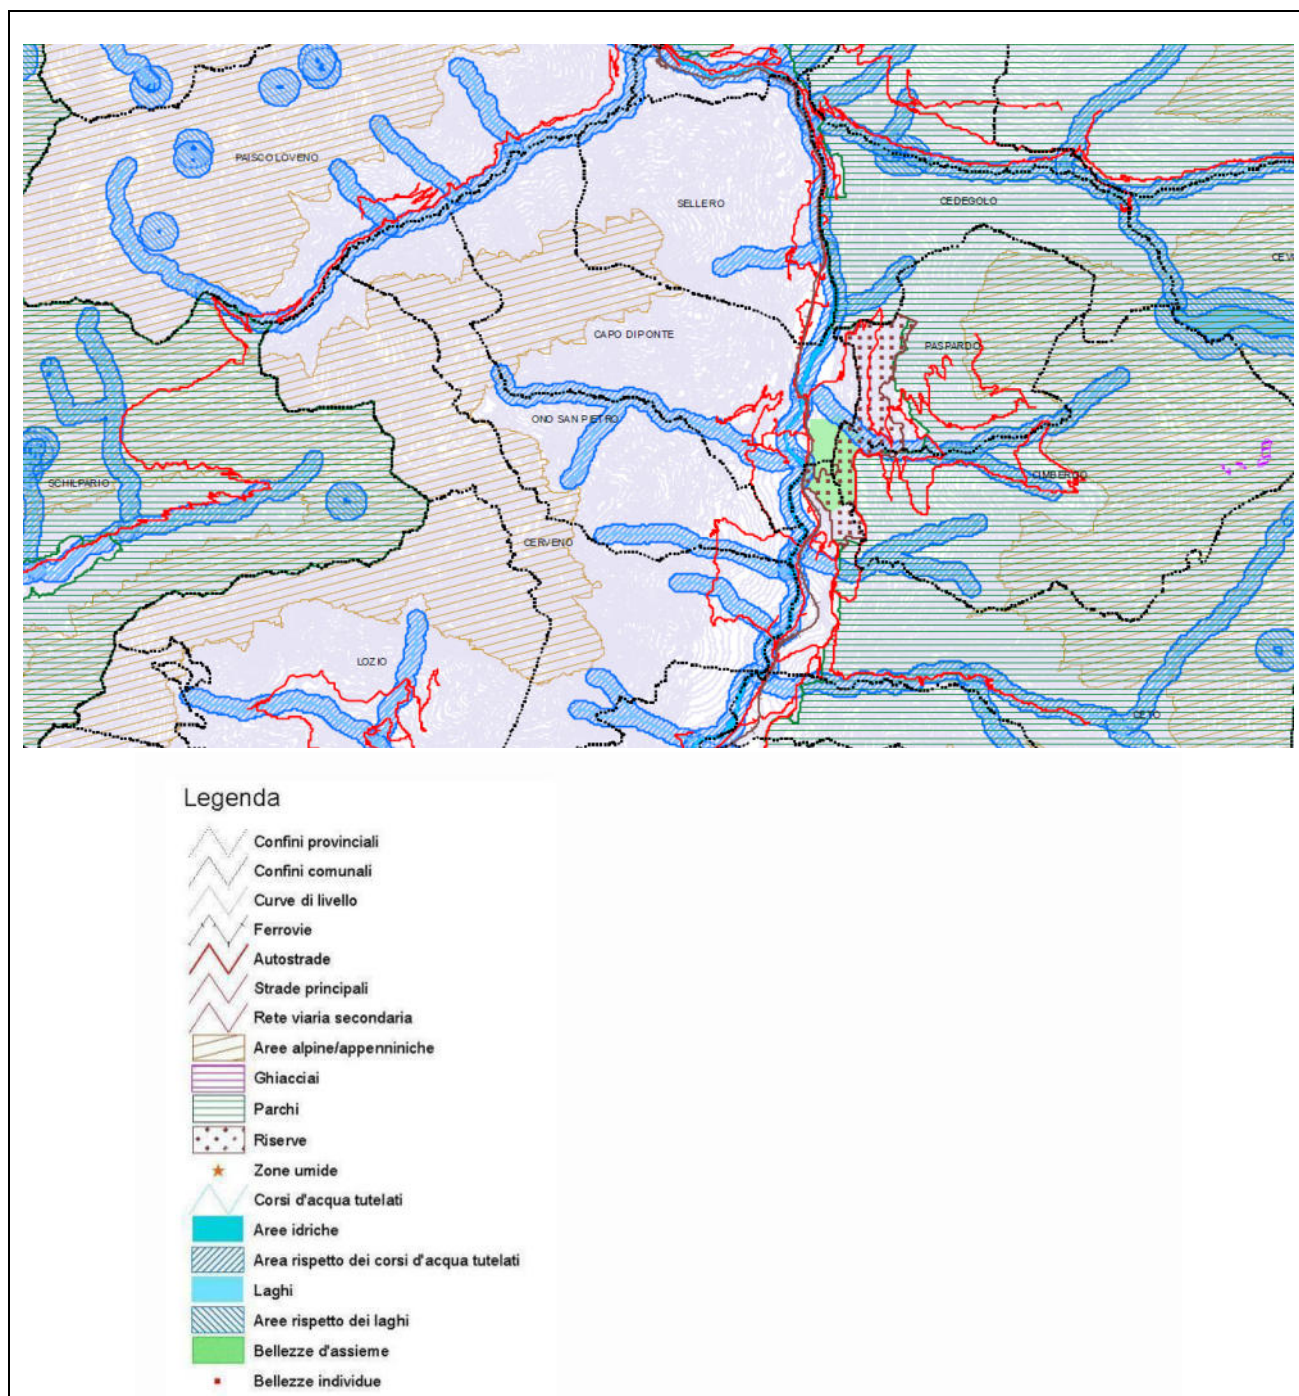 PAISCO LOVENO
SELLERO
CEDEGOLO
CEV
CAPO DI PONTE
PASPARDO
ONO SAN PIETRO
CIMBERGO
SCHILPARIO
CERVENO
LOZIO
CETO
Legenda
Confini provinciali
Confini comunali
Curve di livello
Ferrovie
Autostrade
Strade principali
Rete viaria secondaria
Aree alpine/appenniniche
Ghiacciai
Parchi
Riserve
Zone umide
Corsi d'acqua tutelati
Aree idriche
Area rispetto dei corsi d'acqua tutelati
Laghi
Aree rispetto dei laghi
Bellezze d'assieme
Bellezze individue